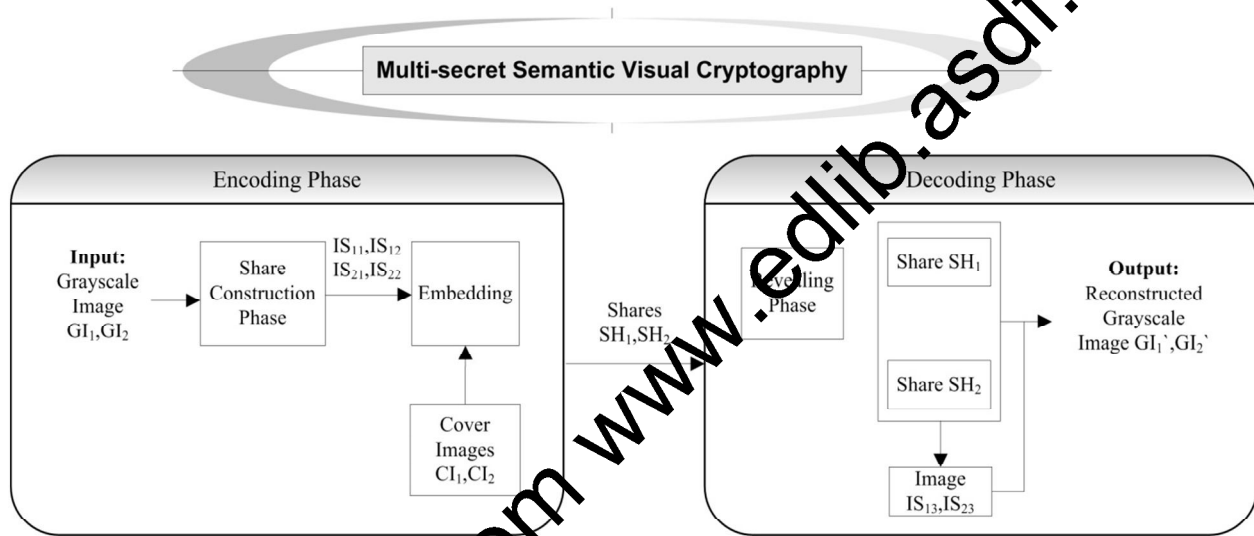 Multi-secret Semantic Visual Cryptography
Encoding Phase
Input:
Grayscale
Image
GI₁,GI₂
Share
Construction
Phase
IS₁₁,IS₁₂
IS₂₁,IS₂₂
Embedding
Cover
Images
CI₁,CI₂
Shares
SH₁,SH₂
Decoding Phase
Phase
Share SH₁
Share SH₂
Image
IS₁₃,IS₂₃
Output:
Reconstructed
Grayscale
Image GI₁`,GI₂`
www.edlib.asdf.